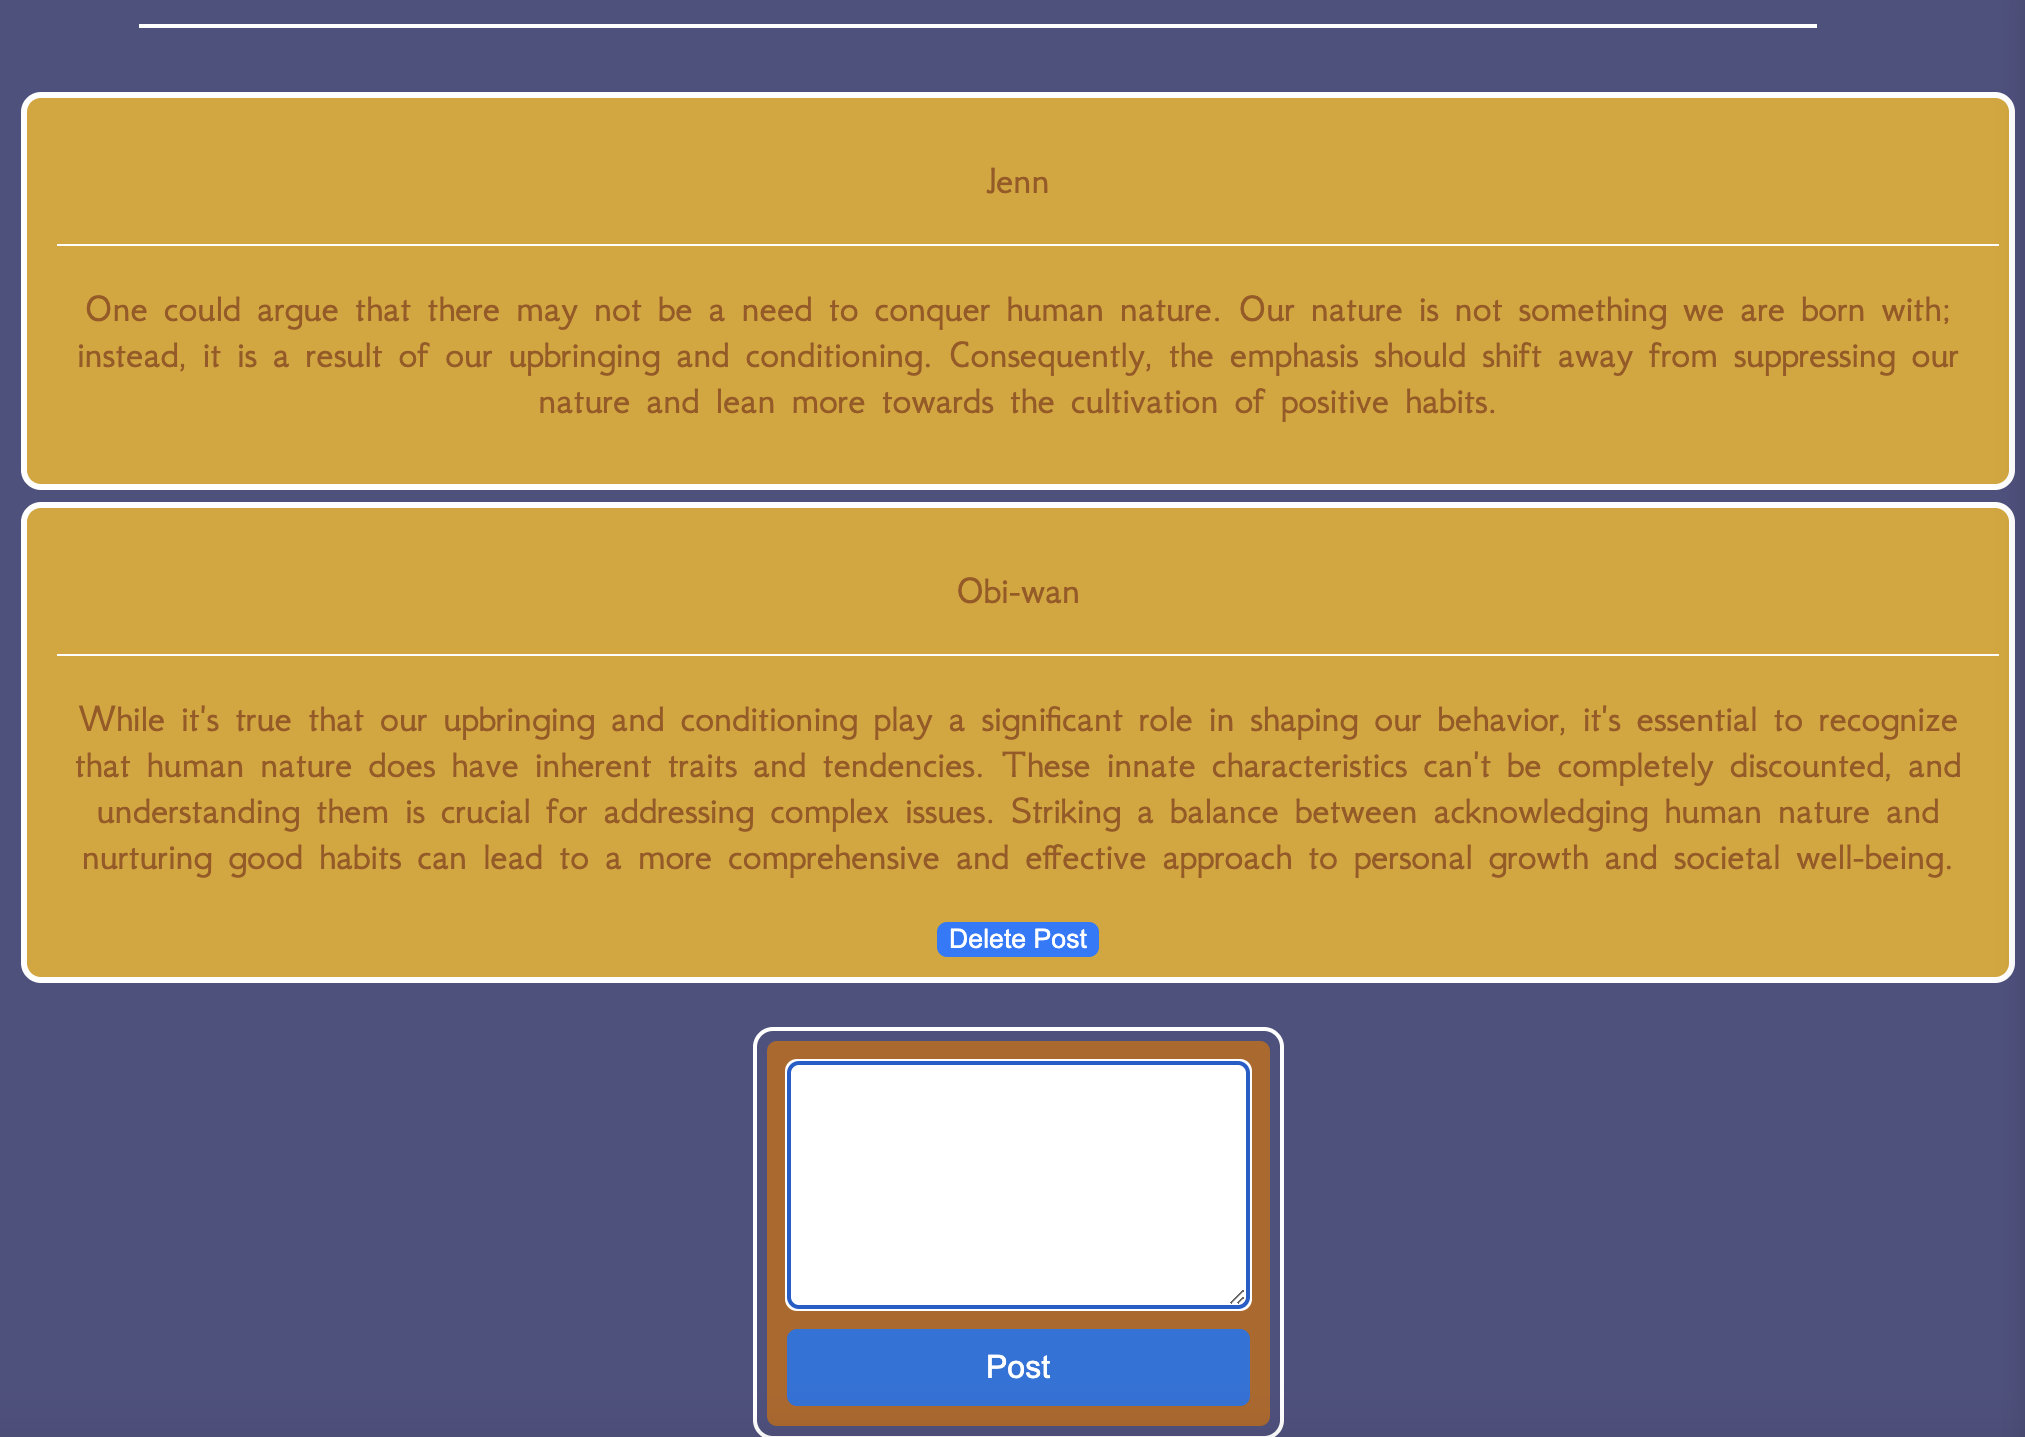 Jenn
One could argue that there may not be a need to conquer human nature. Our nature is not something we are born with;
instead, it is a result of our upbringing and conditioning. Consequently, the emphasis should shift away from suppressing our
nature and lean more towards the cultivation of positive habits.
Obi-wan
While it's true that our upbringing and conditioning play a significant role in shaping our behavior, it's essential to recognize
that human nature does have inherent traits and tendencies. These innate characteristics can't be completely discounted, and
understanding them is crucial for addressing complex issues. Striking a balance between acknowledging human nature and
nurturing good habits can lead to a more comprehensive and effective approach to personal growth and societal well-being.
Delete Post
Post